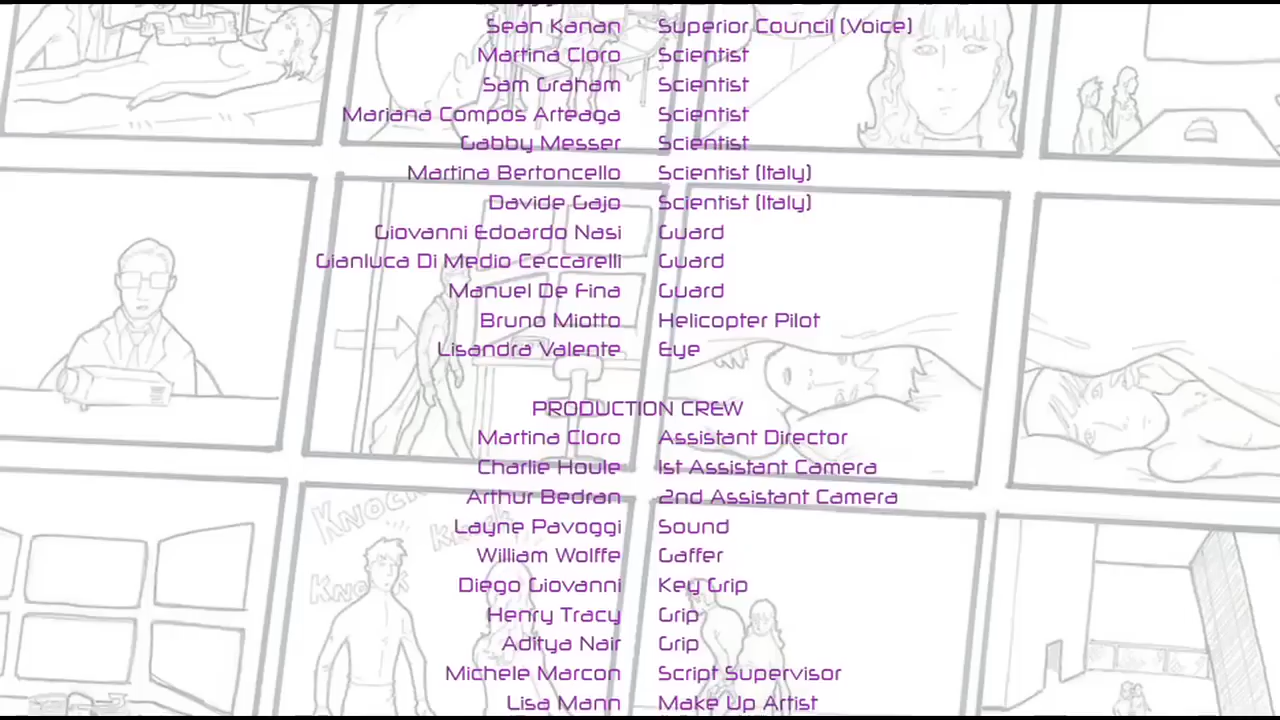 Sean Kanan Superior Council (Voice)
Martina Cloro Scientist
Sam Graham Scientist
Mariana Compos Arteaga Scientist
Gabby Messer Scientist
Martina Bertoncello Scientist (Italy)
Davide Gajo Scientist (Italy)
Giovanni Edoardo Nasi Guard
Gianluca Di Medio Ceccarelli Guard
Manuel De Fina Guard
Bruno Miotto Helicopter Pilot
Lisandra Valente Eye
PRODUCTION CREW
Martina Cloro Assistant Director
Charlie Houle 1st Assistant Camera
Arthur Bedran 2nd Assistant Camera
Layne Pavoggi Sound
William Wolffe Gaffer
Diego Giovanni Key Grip
Henry Tracy Grip
Aditya Nair Grip
Michele Marcon Script Supervisor
Lisa Mann Make Up Artist
KNOCK
KNOCK
KNOCK